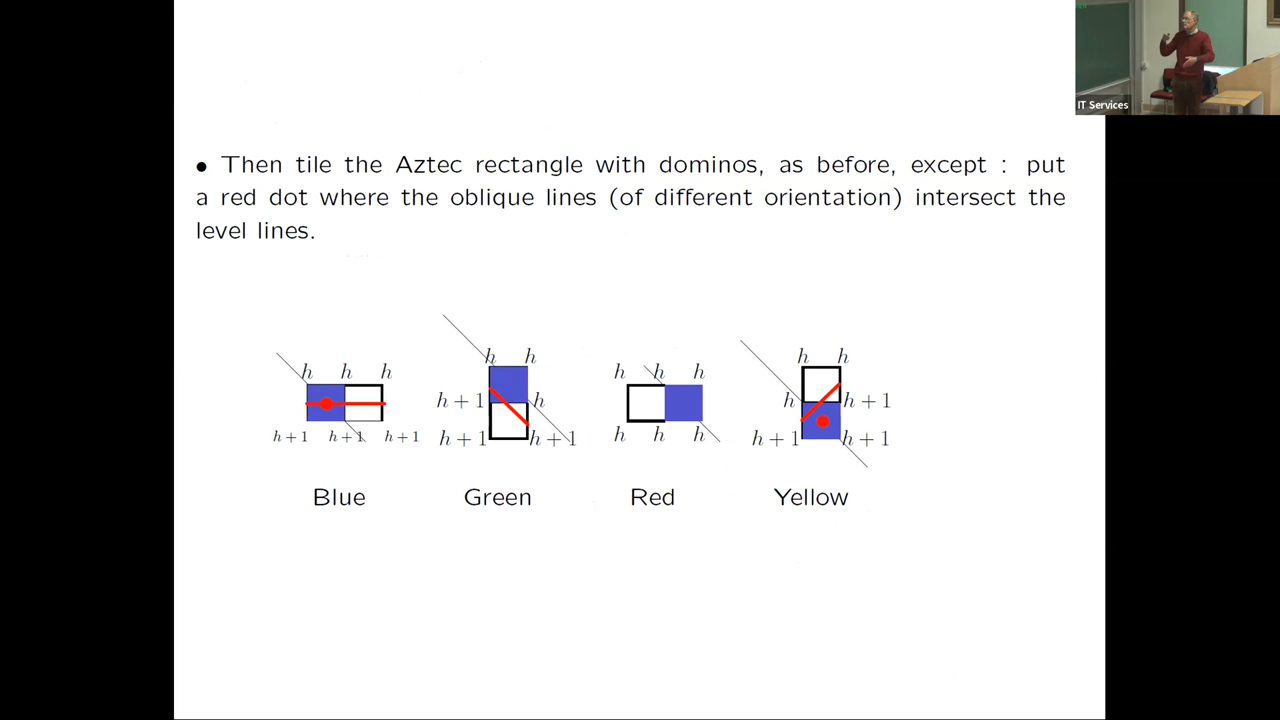 IT Services
• Then tile the Aztec rectangle with dominos, as before, except : put
a red dot where the oblique lines (of different orientation) intersect the
level lines.
h h h
h+1 h+1 h+1
h h
h+1 h
h+1 h+1
h h h
h h h
h h
h h+1
h+1 h+1
Blue Green Red Yellow